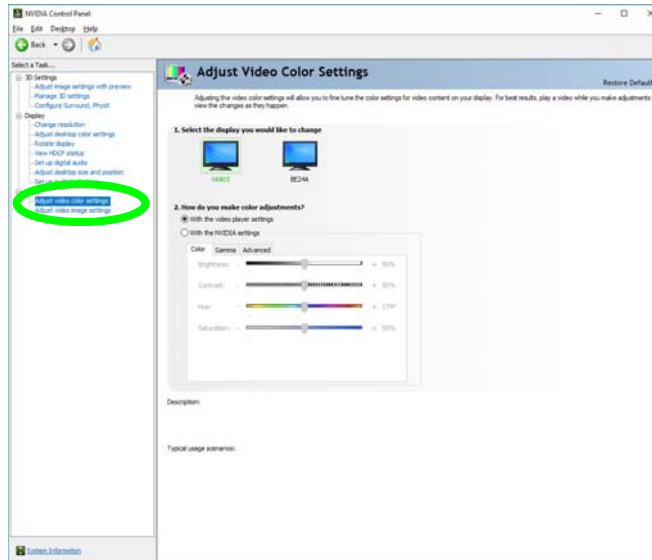 NVIDIA Control Panel
File Edit Desktop Help
Back
Select a Task...
3D Settings
Adjust image settings with preview
Manage 3D settings
Configure Surround, PhysX
Display
Change resolution
Adjust desktop color settings
Rotate display
View HDCP status
Set up digital audio
Adjust desktop size and position
Adjust video color settings
Adjust video image settings
System Information
Adjust Video Color Settings
Restore Default
Adjusting the video color settings will allow you to fine tune the color settings for video content on your display. For best results, play a video while you make adjustments
view the changes as they happen.
1. Select the display you would like to change
BE24A
2. How do you make color adjustments?
With the video player settings
With the NVIDIA settings
Color Gamma Advanced
Brightness: - + 50%
Contrast: - + 50%
Hue: - + 179°
Saturation: - + 50%
Description:
Typical usage scenarios: